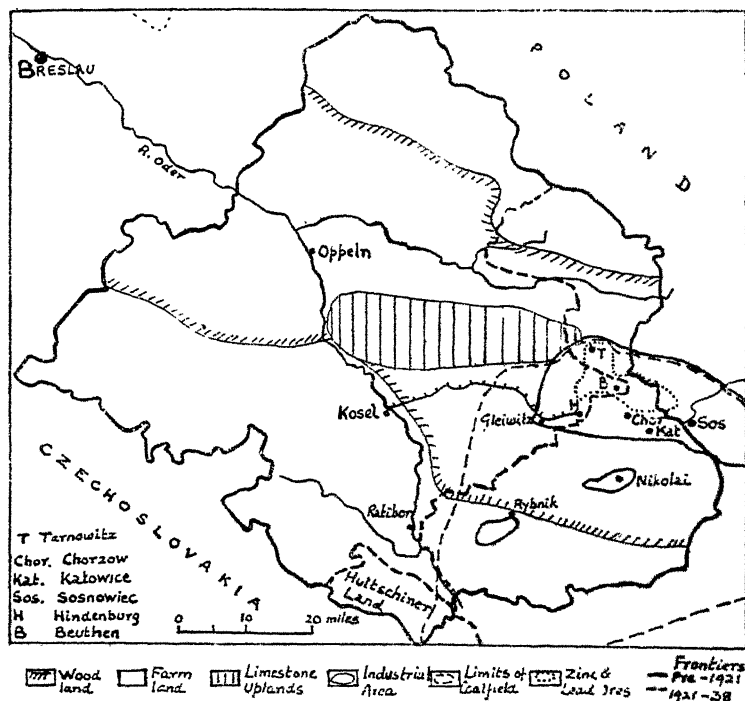 BRESLAU
POLAND
R. Oder
Oppeln
T
B
Kosel
Gleiwitz
H
Chor
Kat
Sos
Nikolai
Rybnik
Ratibor
CZECHOSLOVAKIA
Hultschiner
Land
T Tarnowitz
Chor. Chorzow
Kat. Katowice
Sos. Sosnowiec
H Hindenburg
B Beuthen
0 10 20 miles
Wood land
Farm land
Limestone Uplands
Industrial Area
Limits of Coalfield
Zinc & Lead Ores
Frontiers
Pre-1921
1921-38